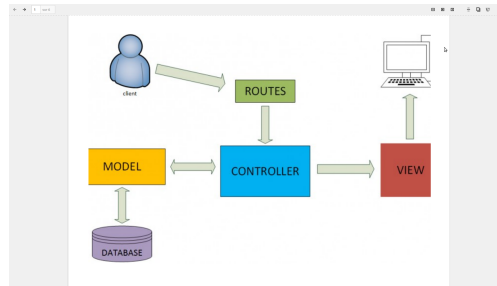 client
ROUTES
MODEL
CONTROLLER
VIEW
DATABASE